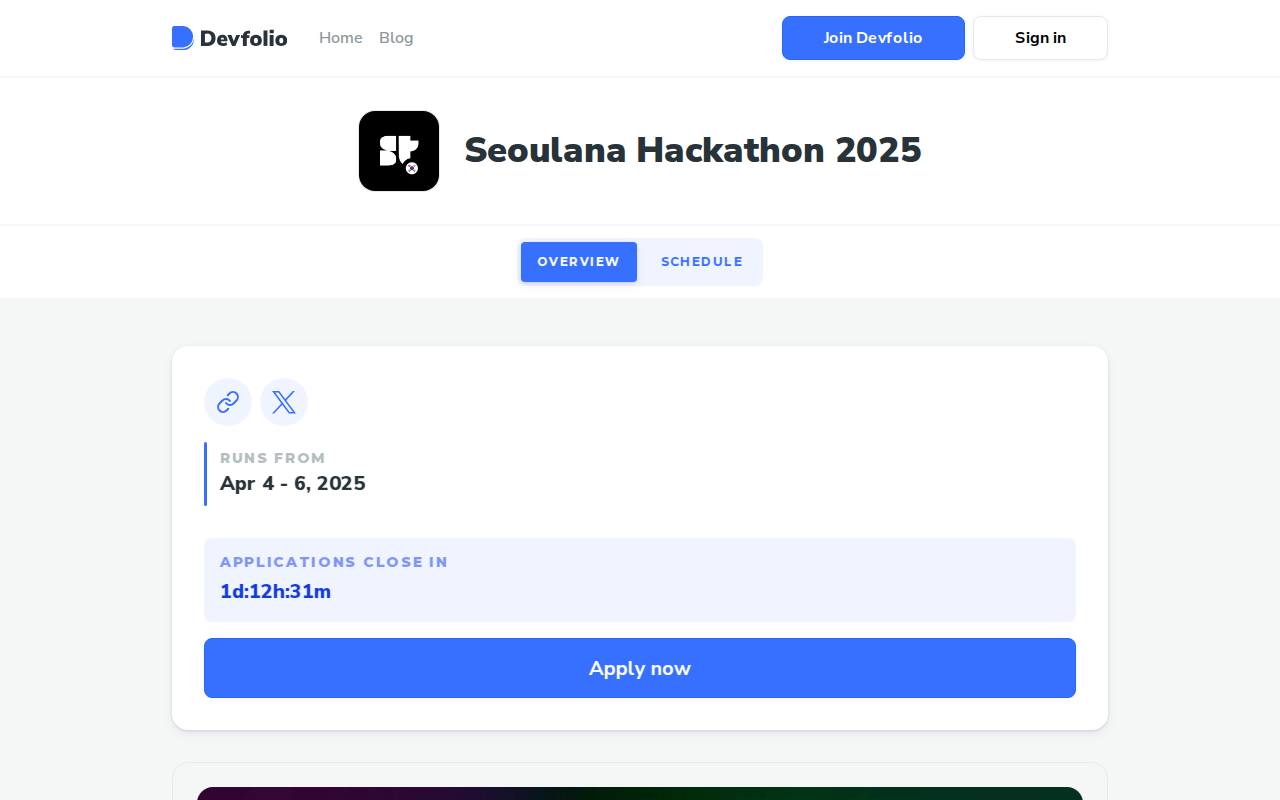 Devfolio
Home
Blog
Join Devfolio
Sign in
Seoulana Hackathon 2025
OVERVIEW
SCHEDULE
RUNS FROM
Apr 4 - 6, 2025
APPLICATIONS CLOSE IN
1d:12h:31m
Apply now